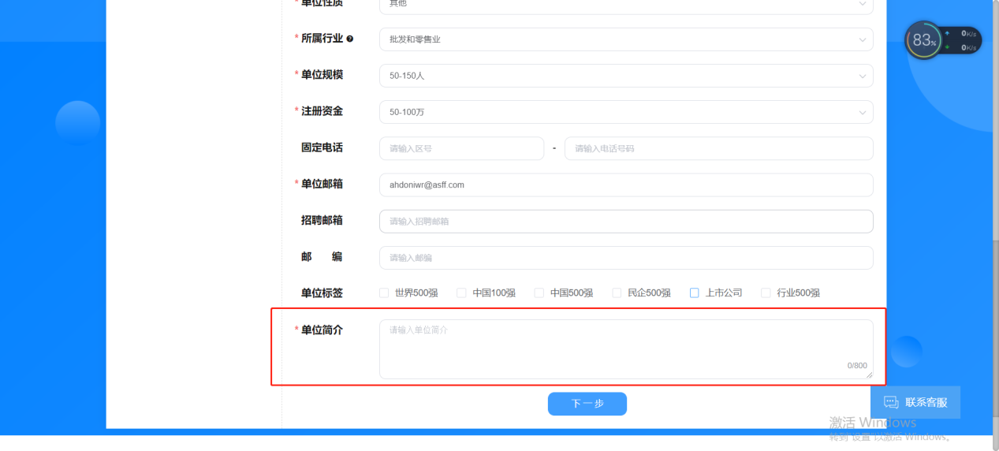 * 单位性质 其他
* 所属行业 ? 批发和零售业
* 单位规模 50-150人
* 注册资金 50-100万
固定电话 请输入区号 - 请输入电话号码
* 单位邮箱 ahdoniwr@asff.com
招聘邮箱 请输入招聘邮箱
邮 编 请输入邮编
单位标签 世界500强 中国100强 中国500强 民企500强 上市公司 行业500强
* 单位简介 请输入单位简介
0/800
下一步
83%
0K/s
0K/s
联系客服
激活 Windows
转到"设置"以激活 Windows。